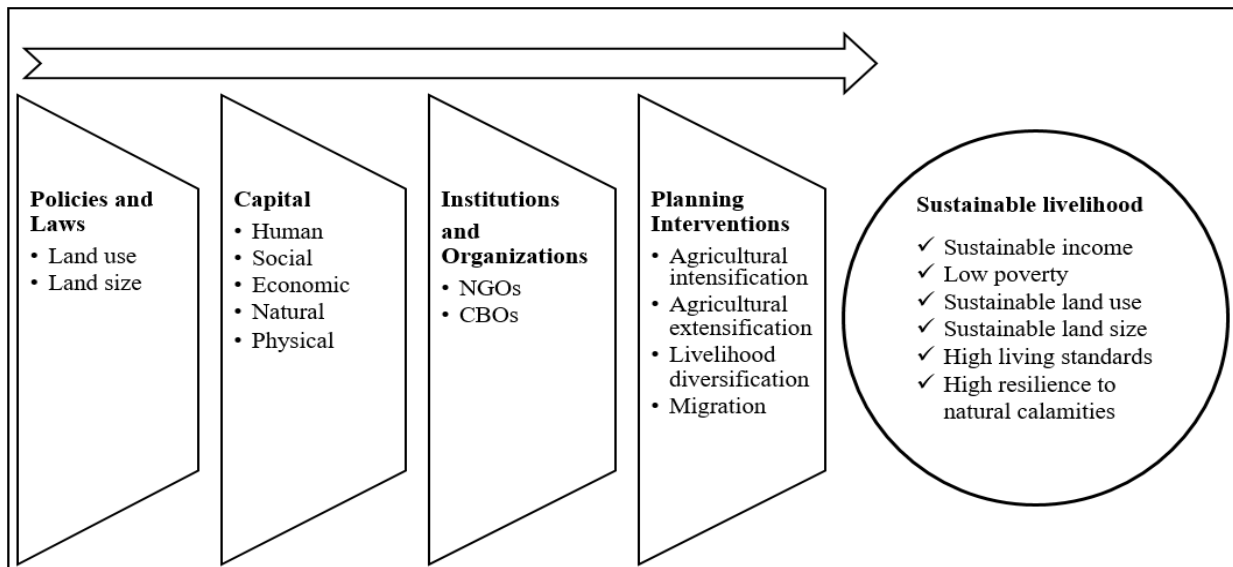 Policies and
Laws
• Land use
• Land size
Capital
• Human
• Social
• Economic
• Natural
• Physical
Institutions
and
Organizations
• NGOs
• CBOs
Planning
Interventions
• Agricultural
intensification
• Agricultural
extensification
• Livelihood
diversification
• Migration
Sustainable livelihood
✓ Sustainable income
✓ Low poverty
✓ Sustainable land use
✓ Sustainable land size
✓ High living standards
✓ High resilience to
natural calamities